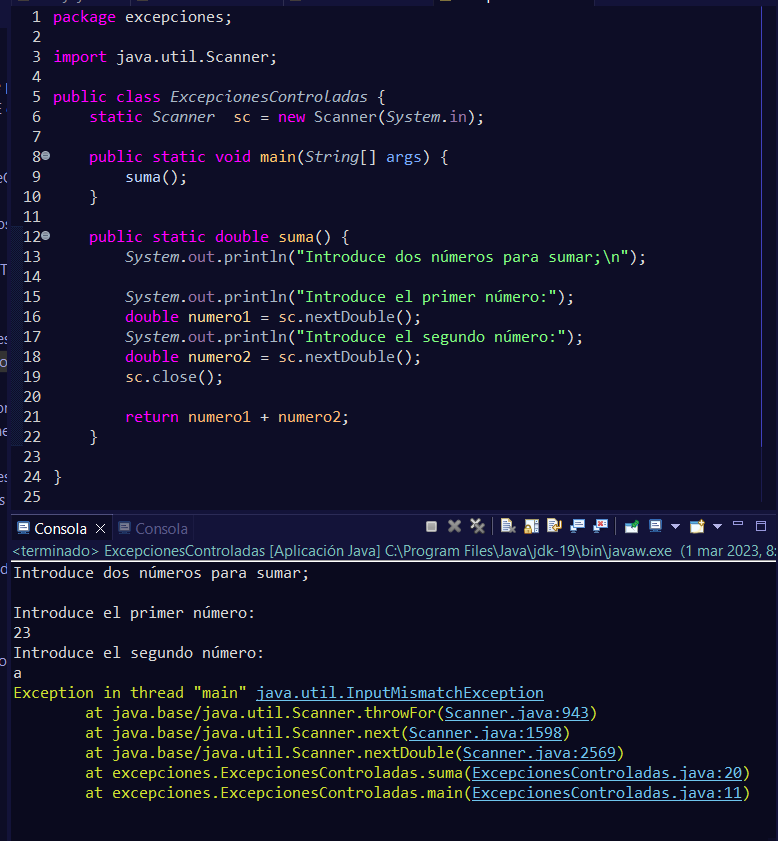 1 package excepciones;
2
3 import java.util.Scanner;
4
5 public class ExcepcionesControladas {
6 static Scanner  sc = new Scanner(System.in);
7
8 public static void main(String[] args) {
9 suma();
10 }
11
12 public static double suma() {
13 System.out.println("Introduce dos números para sumar;\n");
14
15 System.out.println("Introduce el primer número:");
16 double numero1 = sc.nextDouble();
17 System.out.println("Introduce el segundo número:");
18 double numero2 = sc.nextDouble();
19 sc.close();
20
21 return numero1 + numero2;
22 }
23
24 }
25
Consola Consola
<terminado> ExcepcionesControladas [Aplicación Java] C:\Program Files\Java\jdk-19\bin\javaw.exe (1 mar 2023, 8:
Introduce dos números para sumar;
Introduce el primer número:
23
Introduce el segundo número:
a
Exception in thread "main" java.util.InputMismatchException
at java.base/java.util.Scanner.throwFor(Scanner.java:943)
at java.base/java.util.Scanner.next(Scanner.java:1598)
at java.base/java.util.Scanner.nextDouble(Scanner.java:2569)
at excepciones.ExcepcionesControladas.suma(ExcepcionesControladas.java:20)
at excepciones.ExcepcionesControladas.main(ExcepcionesControladas.java:11)